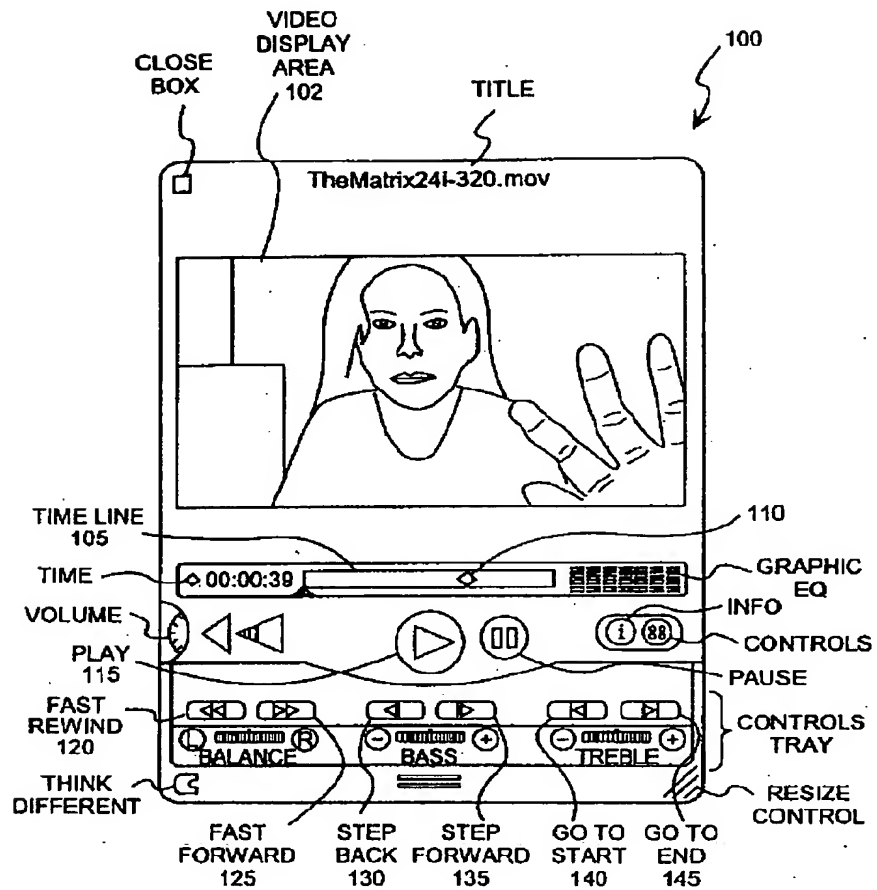 VIDEO
DISPLAY
AREA
102
CLOSE
BOX
TITLE
100
TheMatrix24i-320.mov
TIME LINE
105
110
TIME
00:00:39
GRAPHIC
EQ
VOLUME
INFO
i
CONTROLS
PLAY
115
PAUSE
FAST
REWIND
120
CONTROLS
TRAY
L
R
BALANCE
BASS
TREBLE
THINK
DIFFERENT
RESIZE
CONTROL
FAST
FORWARD
125
STEP
BACK
130
STEP
FORWARD
135
GO TO
START
140
GO TO
END
145